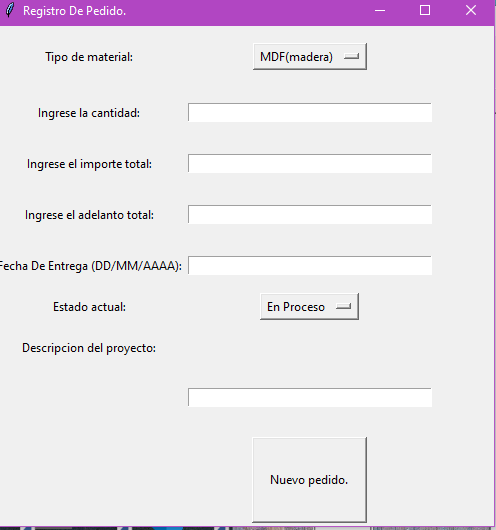 Registro De Pedido.
Tipo de material: MDF(madera)
Ingrese la cantidad:
Ingrese el importe total:
Ingrese el adelanto total:
Fecha De Entrega (DD/MM/AAAA):
Estado actual: En Proceso
Descripcion del proyecto:
Nuevo pedido.